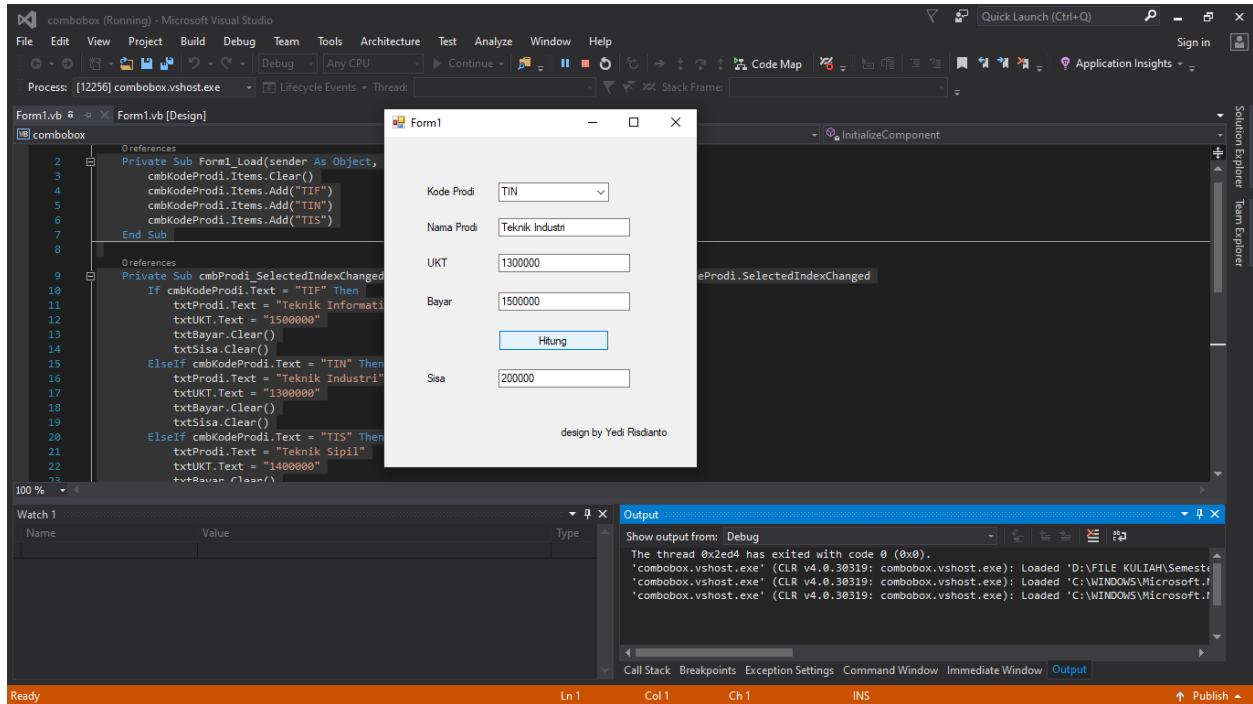 combobox (Running) - Microsoft Visual Studio
Quick Launch (Ctrl+Q)
File Edit View Project Build Debug Team Tools Architecture Test Analyze Window Help
Sign in
Debug Any CPU Continue Code Map Application Insights
Process: [12256] combobox.vshost.exe Lifecycle Events Thread: Stack Frame:
Form1.vb Form1.vb [Design]
VB combobox
InitializeComponent
0 references
2 Private Sub Form1_Load(sender As Object,
3 cmbKodeProdi.Items.Clear()
4 cmbKodeProdi.Items.Add("TIF")
5 cmbKodeProdi.Items.Add("TIN")
6 cmbKodeProdi.Items.Add("TIS")
7 End Sub
8
0 references
9 Private Sub cmbProdi_SelectedIndexChanged eProdi.SelectedIndexChanged
10 If cmbKodeProdi.Text = "TIF" Then
11 txtProdi.Text = "Teknik Informati
12 txtUKT.Text = "1500000"
13 txtBayar.Clear()
14 txtSisa.Clear()
15 ElseIf cmbKodeProdi.Text = "TIN" Then
16 txtProdi.Text = "Teknik Industri"
17 txtUKT.Text = "1300000"
18 txtBayar.Clear()
19 txtSisa.Clear()
20 ElseIf cmbKodeProdi.Text = "TIS" Then
21 txtProdi.Text = "Teknik Sipil"
22 txtUKT.Text = "1400000"
23 txtBayar.Clear()
100 %
Form1
Kode Prodi TIN
Nama Prodi Teknik Industri
UKT 1300000
Bayar 1500000
Hitung
Sisa 200000
design by Yedi Risdianto
Solution Explorer
Team Explorer
Watch 1
Name Value Type
Output
Show output from: Debug
The thread 0x2ed4 has exited with code 0 (0x0).
'combobox.vshost.exe' (CLR v4.0.30319: combobox.vshost.exe): Loaded 'D:\FILE KULIAH\Semeste
'combobox.vshost.exe' (CLR v4.0.30319: combobox.vshost.exe): Loaded 'C:\WINDOWS\Microsoft.N
'combobox.vshost.exe' (CLR v4.0.30319: combobox.vshost.exe): Loaded 'C:\WINDOWS\Microsoft.N
Call Stack Breakpoints Exception Settings Command Window Immediate Window Output
Ready Ln 1 Col 1 Ch 1 INS Publish